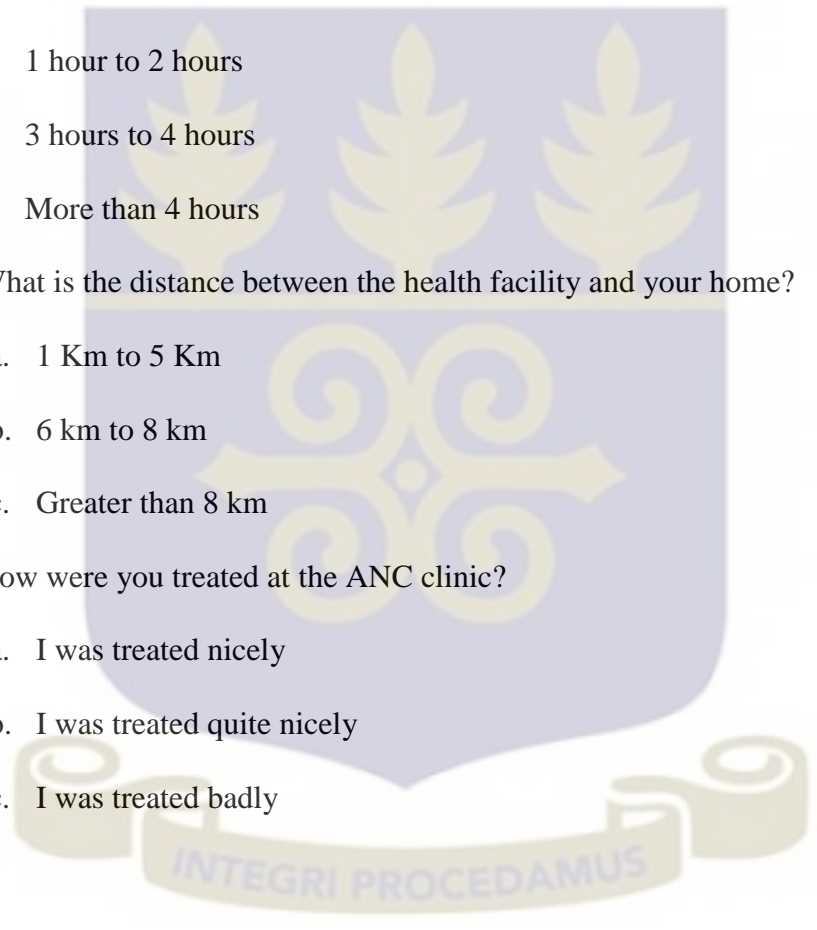 1 hour to 2 hours
3 hours to 4 hours
More than 4 hours
What is the distance between the health facility and your home?
a. 1 Km to 5 Km
b. 6 km to 8 km
c. Greater than 8 km
How were you treated at the ANC clinic?
a. I was treated nicely
b. I was treated quite nicely
c. I was treated badly
INTEGRI PROCEDAMUS